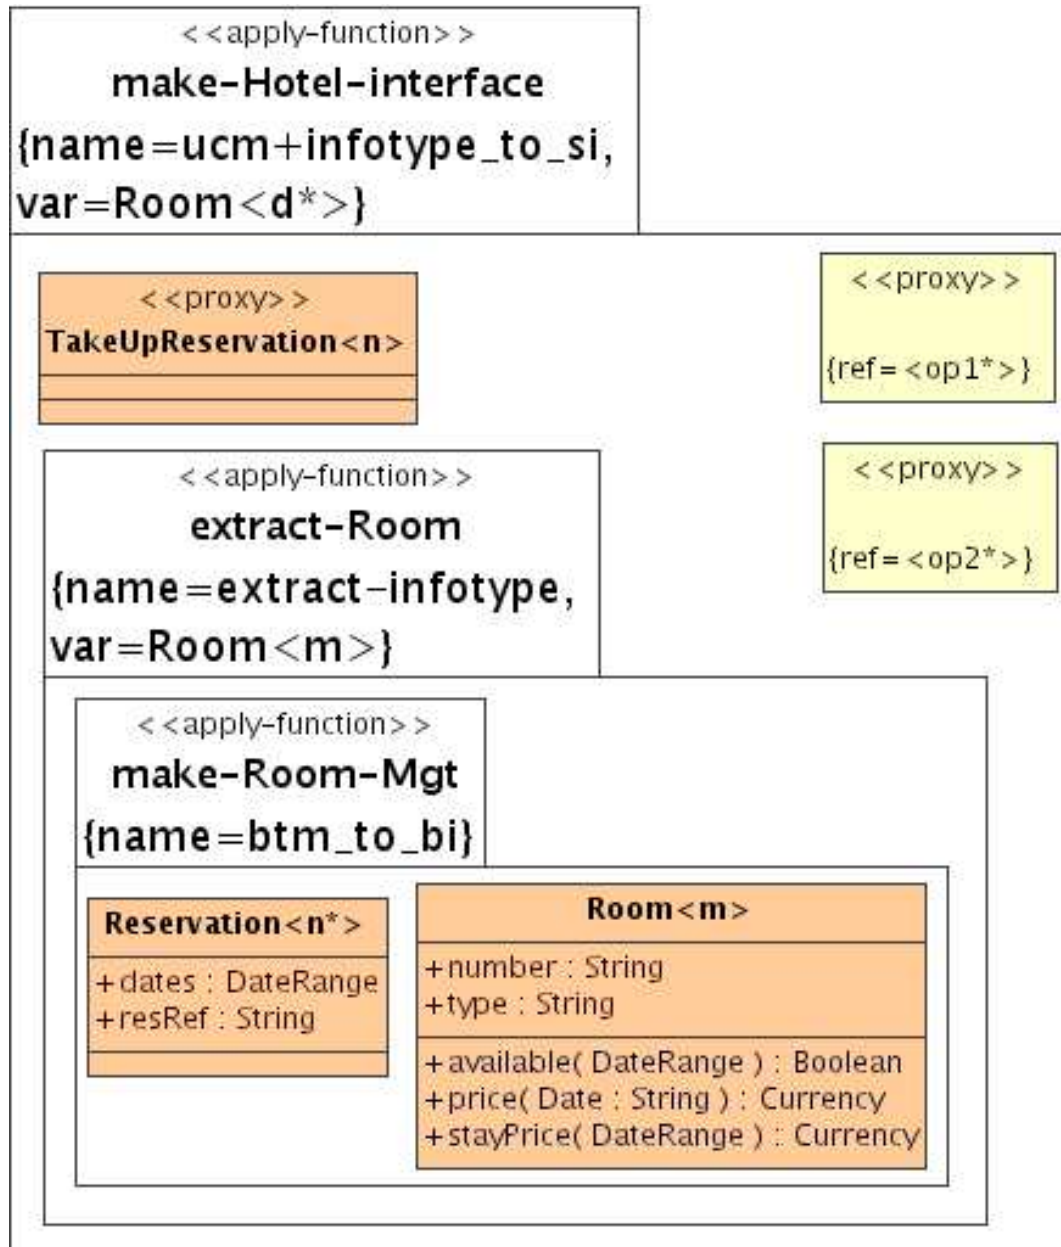 <<apply-function>>
make-Hotel-interface
{name=ucm+infotype_to_si,
var=Room<d*>}
<<proxy>>
TakeUpReservation<n>
<<proxy>>
{ref=<op1*>}
<<proxy>>
{ref=<op2*>}
<<apply-function>>
extract-Room
{name=extract-infotype,
var=Room<m>}
<<apply-function>>
make-Room-Mgt
{name=btm_to_bi}
Reservation<n*>
+dates : DateRange
+resRef : String
Room<m>
+number : String
+type : String
+available( DateRange ) : Boolean
+price( Date : String ) : Currency
+stayPrice( DateRange ) : Currency